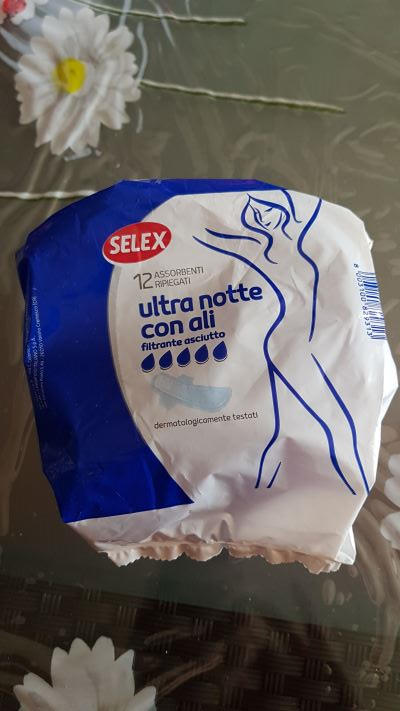 SELEX
12 ASSORBENTI
RIPIEGATI
ultra notte
con ali
filtrante asciutto
dermatologicamente testati